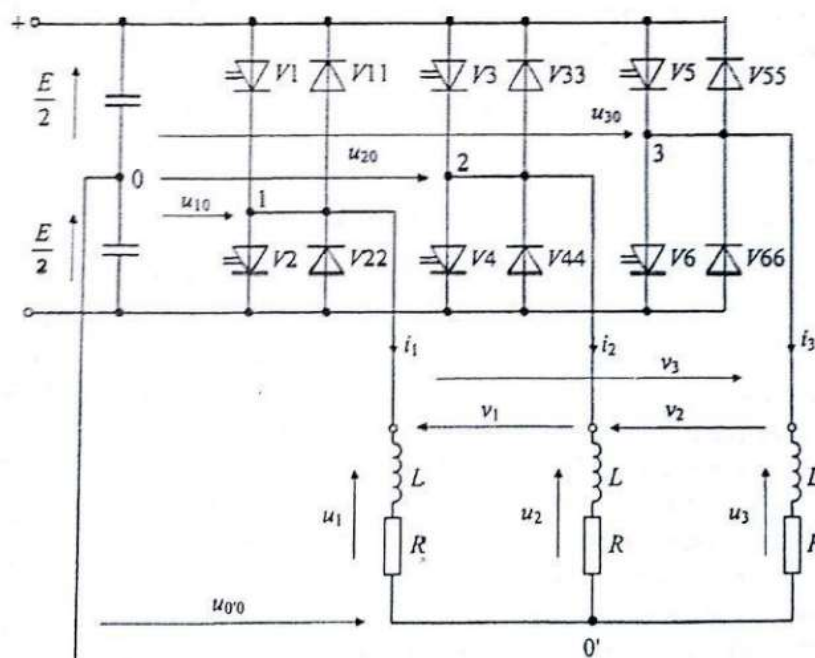 +
E/2
V1 V11 V3 V33 V5 V55
u30
u20
0 1 2 3
u10
E/2
V2 V22 V4 V44 V6 V66
i1 i2 i3
v3
v1 v2
L L L
u1 u2 u3
R R R
u0'0
0'